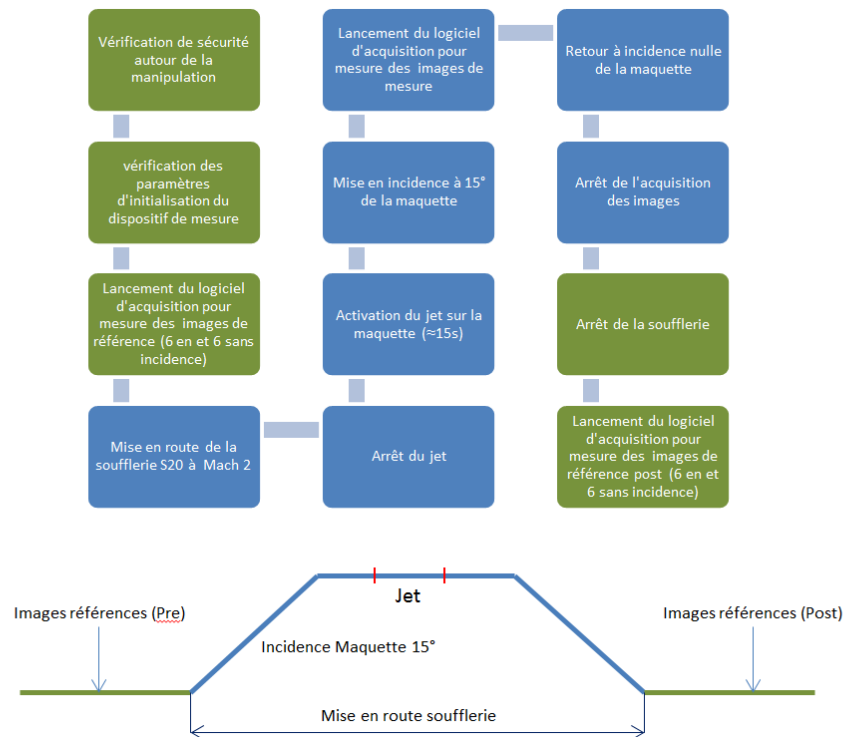 Vérification de sécurité
autour de la
manipulation
vérification des
paramètres
d'initialisation du
dispositif de mesure
Lancement du logiciel
d'acquisition pour
mesure des images de
référence (6 en et 6 sans
incidence)
Mise en route de la
soufflerie S20 à Mach 2
Lancement du logiciel
d'acquisition pour
mesure des images de
mesure
Mise en incidence à 15°
de la maquette
Activation du jet sur la
maquette (≈15s)
Arrêt du jet
Retour à incidence nulle
de la maquette
Arrêt de l'acquisition
des images
Arrêt de la soufflerie
Lancement du logiciel
d'acquisition pour
mesure des images de
référence post (6 en et
6 sans incidence)
Jet
Images références (Pre)
Images références (Post)
Incidence Maquette 15°
Mise en route soufflerie